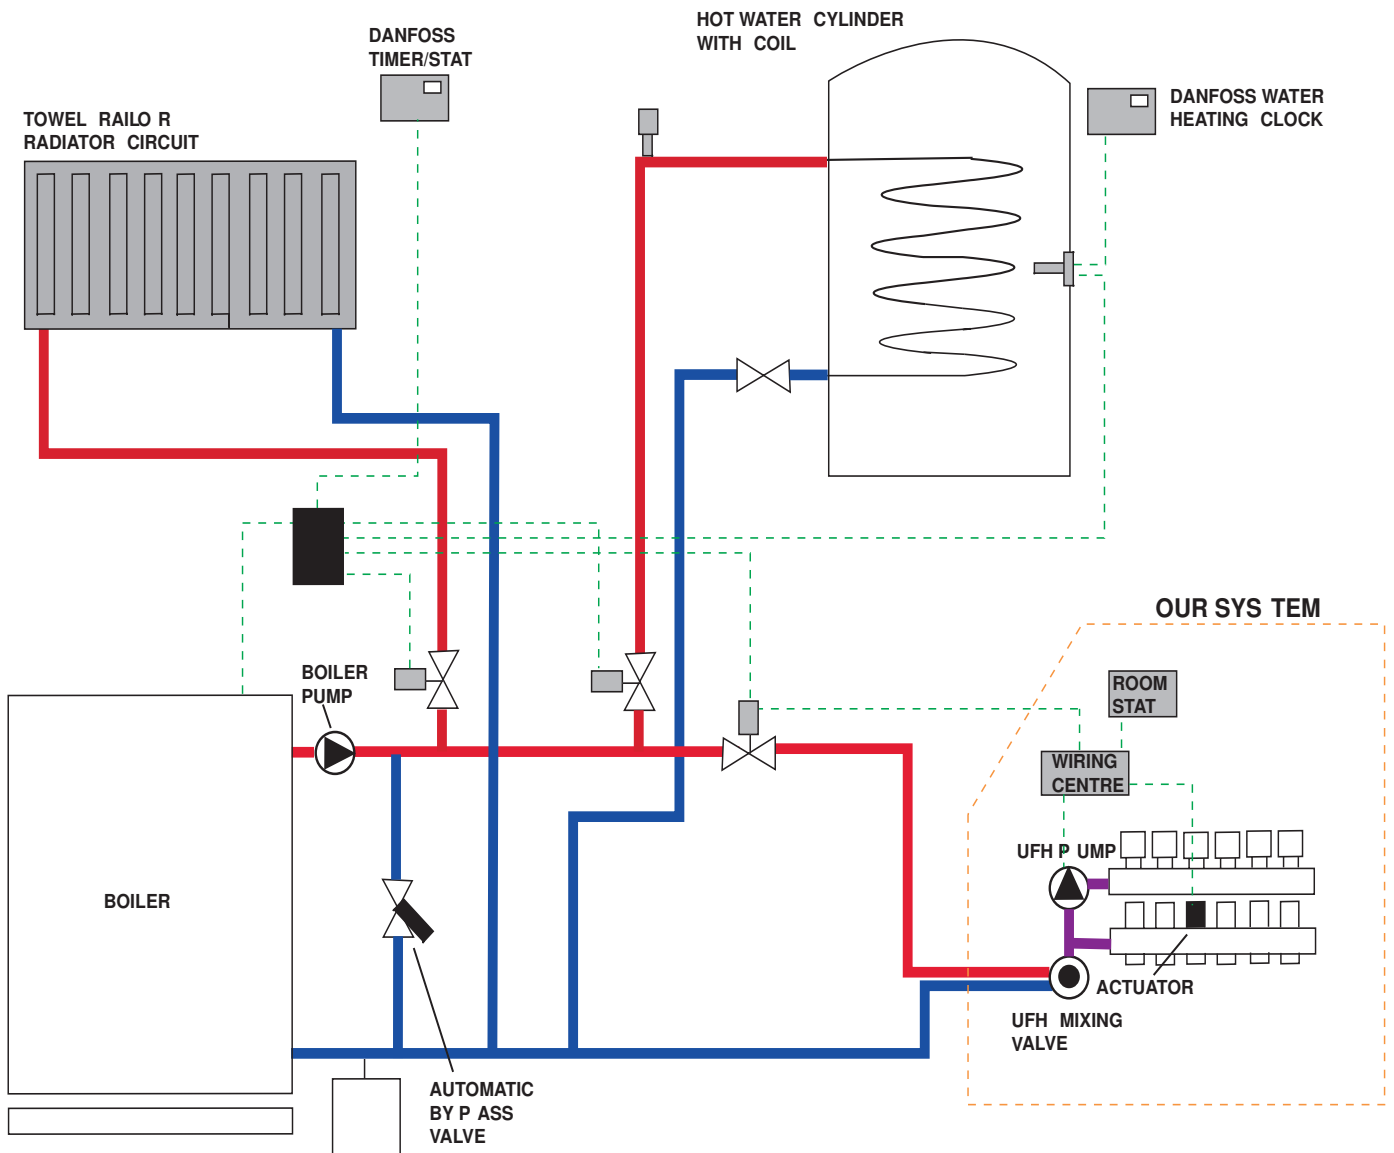 HOT WATER CYLINDER
WITH COIL
DANFOSS
TIMER/STAT
DANFOSS WATER
HEATING CLOCK
TOWEL RAILO R
RADIATOR CIRCUIT
OUR SYS TEM
BOILER
PUMP
ROOM
STAT
WIRING
CENTRE
UFH P UMP
BOILER
ACTUATOR
UFH MIXING
VALVE
AUTOMATIC
BY P ASS
VALVE